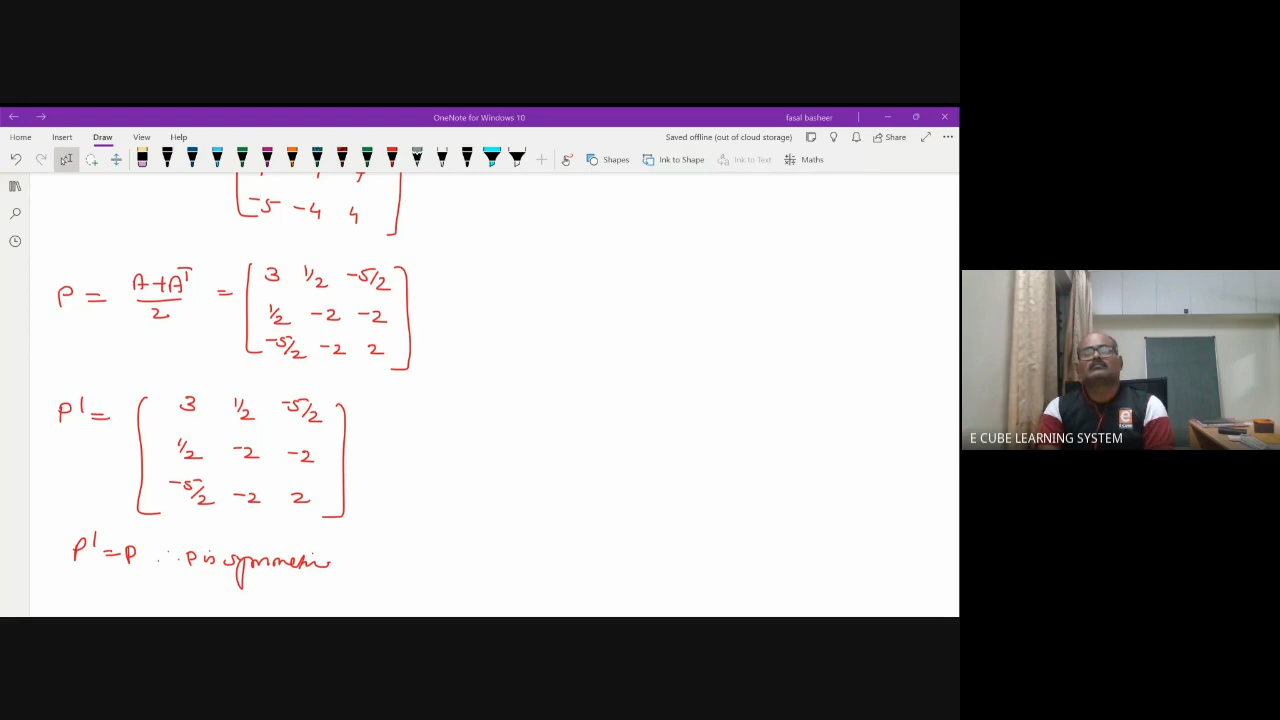 OneNote for Windows 10
fasal basheer
Home Insert Draw View Help
Saved offline (out of cloud storage)
Share
Shapes
Ink to Shape
Ink to Text
Maths
-5 -4 4
P = A+Aᵀ/2 = [3 1/2 -5/2
1/2 -2 -2
-5/2 -2 2]
P' = [3 1/2 -5/2
1/2 -2 -2
-5/2 -2 2]
P' = P ∴ P is symmetric
E CUBE LEARNING SYSTEM